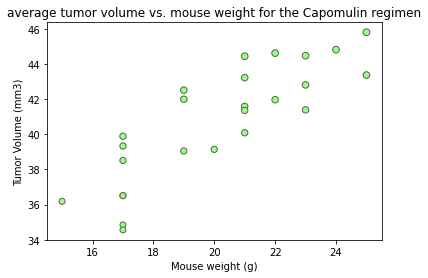 average tumor volume vs. mouse weight for the Capomulin regimen
46
44
42
40
38
36
34
Tumor Volume (mm3)
16 18 20 22 24
Mouse weight (g)